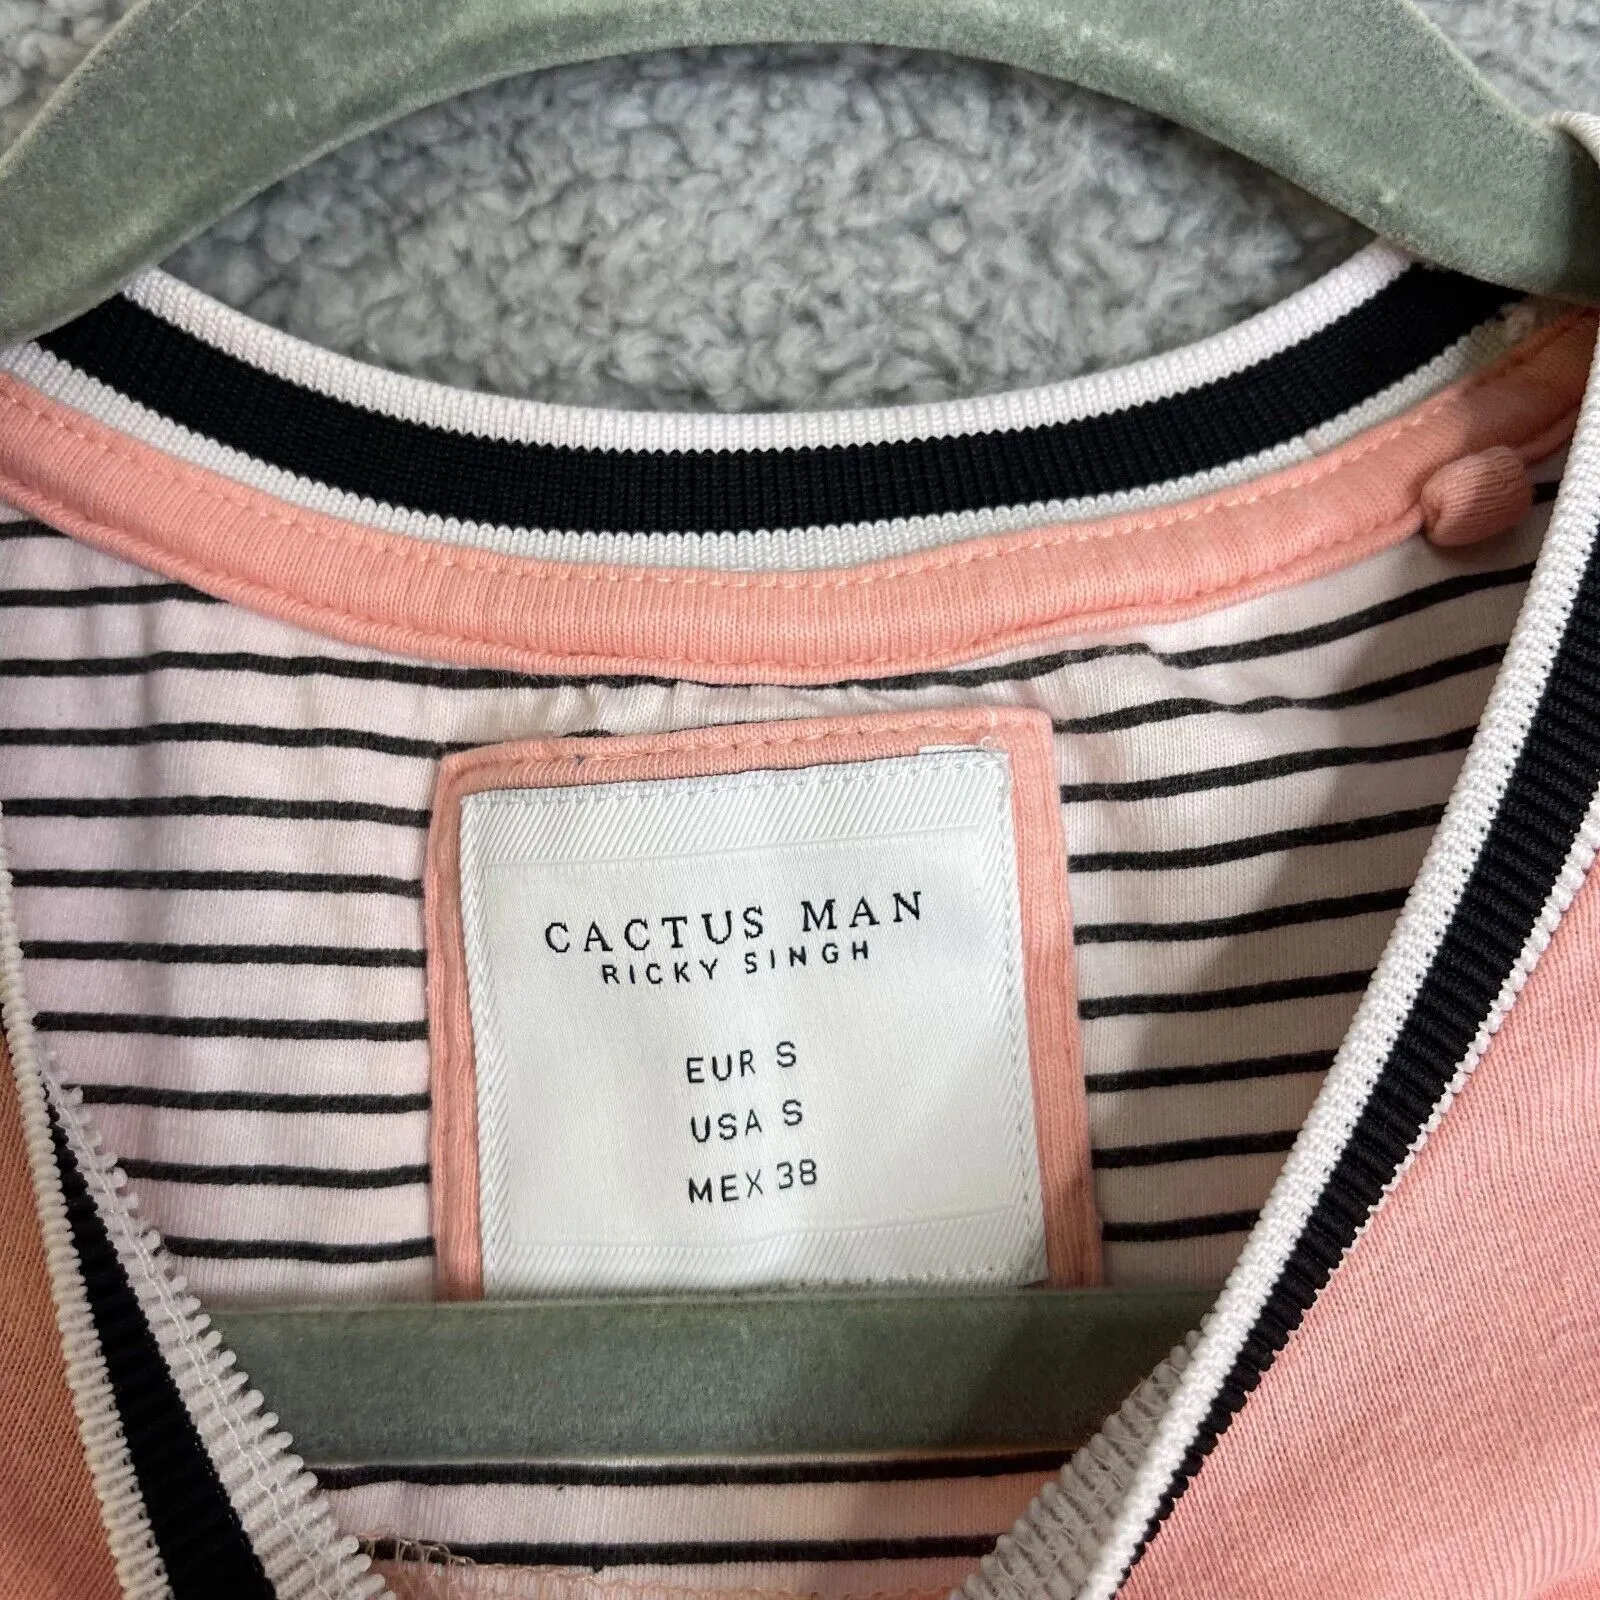 CACTUS MAN
RICKY SINGH
EUR S
USA S
MEX 38